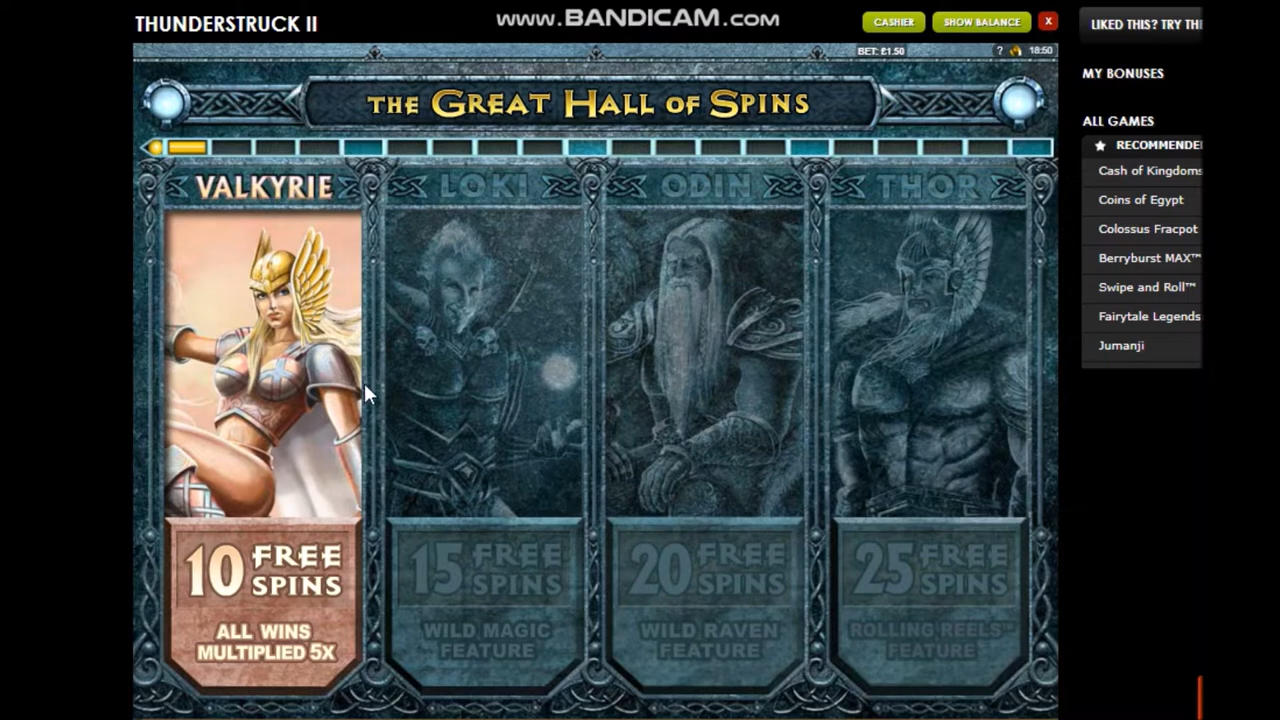 THUNDERSTRUCK II
www.BANDICAM.com
CASHIER
SHOW BALANCE
X
LIKED THIS? TRY
BET: £1.50
?
18:50
MY BONUSES
THE GREAT HALL OF SPINS
ALL GAMES
RECOMMENDE
Cash of Kingdoms
Coins of Egypt
Colossus Fracpot
Berryburst MAX™
Swipe and Roll™
Fairytale Legends
Jumanji
VALKYRIE
LOKI
ODIN
THOR
10 FREE
SPINS
ALL WINS
MULTIPLIED 5X
15 FREE
SPINS
WILD MAGIC
FEATURE
20 FREE
SPINS
WILD RAVEN
FEATURE
25 FREE
SPINS
ROLLING REELS™
FEATURE